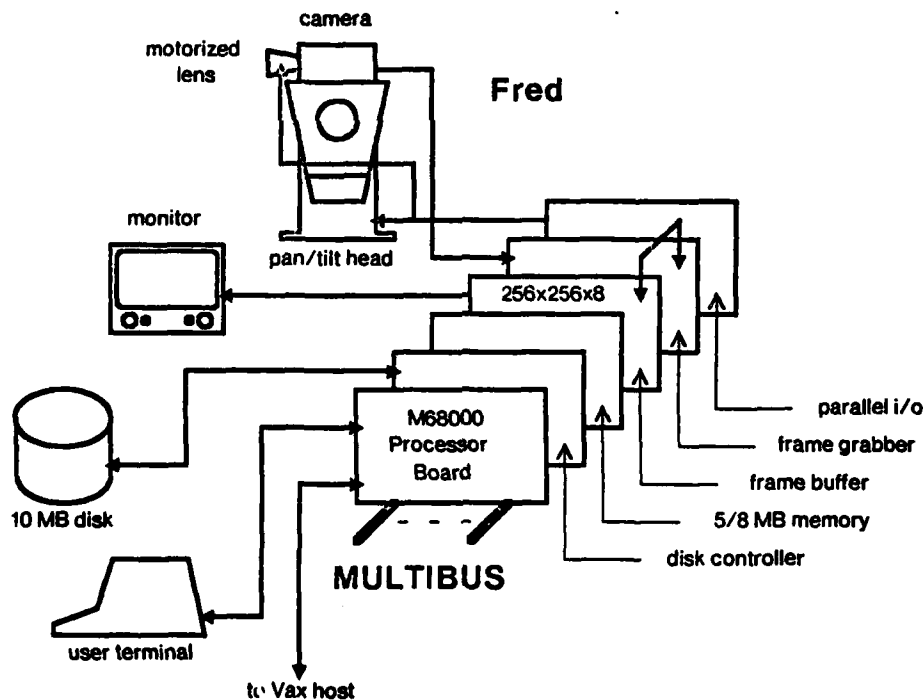 camera
motorized
lens
Fred
monitor
pan/tilt head
256x256x8
M68000
Processor
Board
parallel i/o
frame grabber
frame buffer
10 MB disk
5/8 MB memory
disk controller
MULTIBUS
user terminal
to Vax host